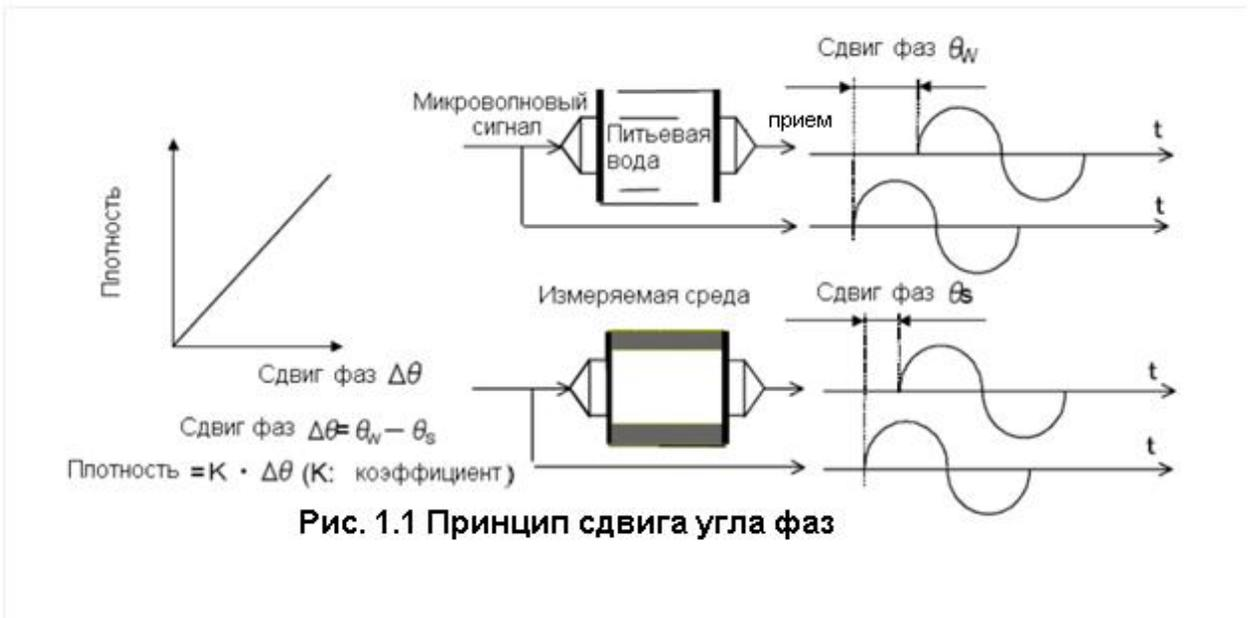 Сдвиг фаз θw
Микроволновый
сигнал
Питьевая
вода
прием
t
t
Плотность
Сдвиг фаз Δθ
Сдвиг фаз Δθ= θw – θs
Плотность =K · Δθ (K: коэффициент)
Измеряемая среда
Сдвиг фаз θs
t
t
Рис. 1.1 Принцип сдвига угла фаз